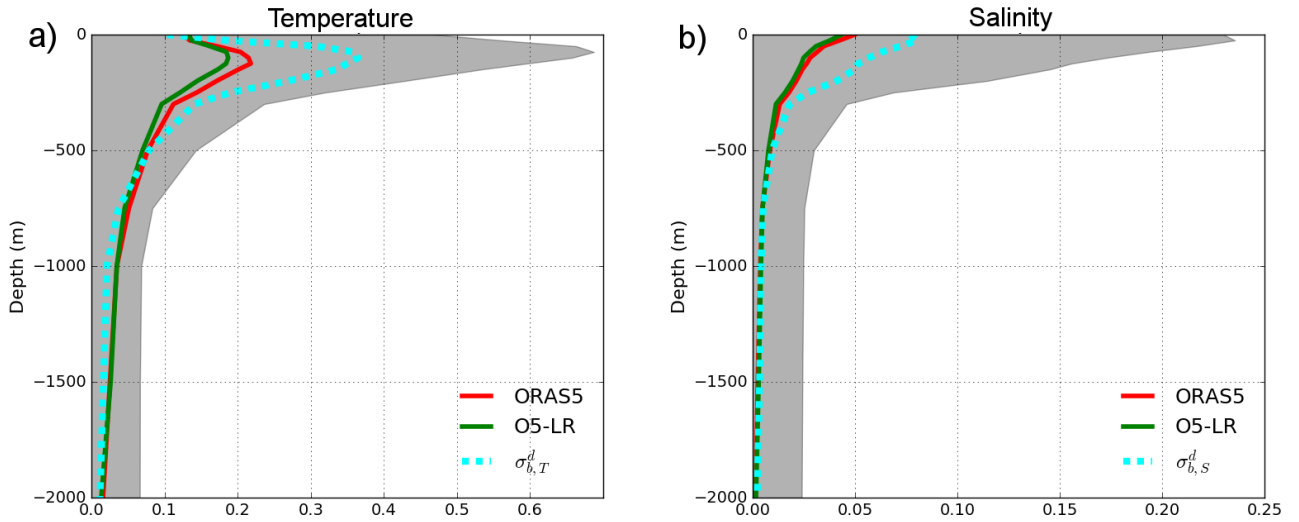 a) Temperature
Depth (m)
0
−500
−1000
−1500
−2000
0.0 0.1 0.2 0.3 0.4 0.5 0.6
ORAS5
O5-LR
σ^d_{b,T}
b) Salinity
Depth (m)
0
−500
−1000
−1500
−2000
0.00 0.05 0.10 0.15 0.20 0.25
ORAS5
O5-LR
σ^d_{b,S}